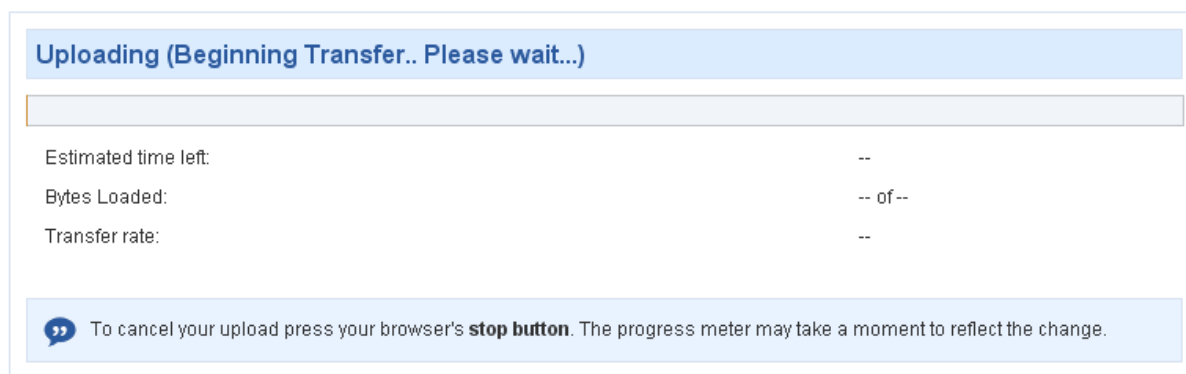 Uploading (Beginning Transfer.. Please wait...)
Estimated time left: --
Bytes Loaded: -- of --
Transfer rate: --
To cancel your upload press your browser's stop button. The progress meter may take a moment to reflect the change.